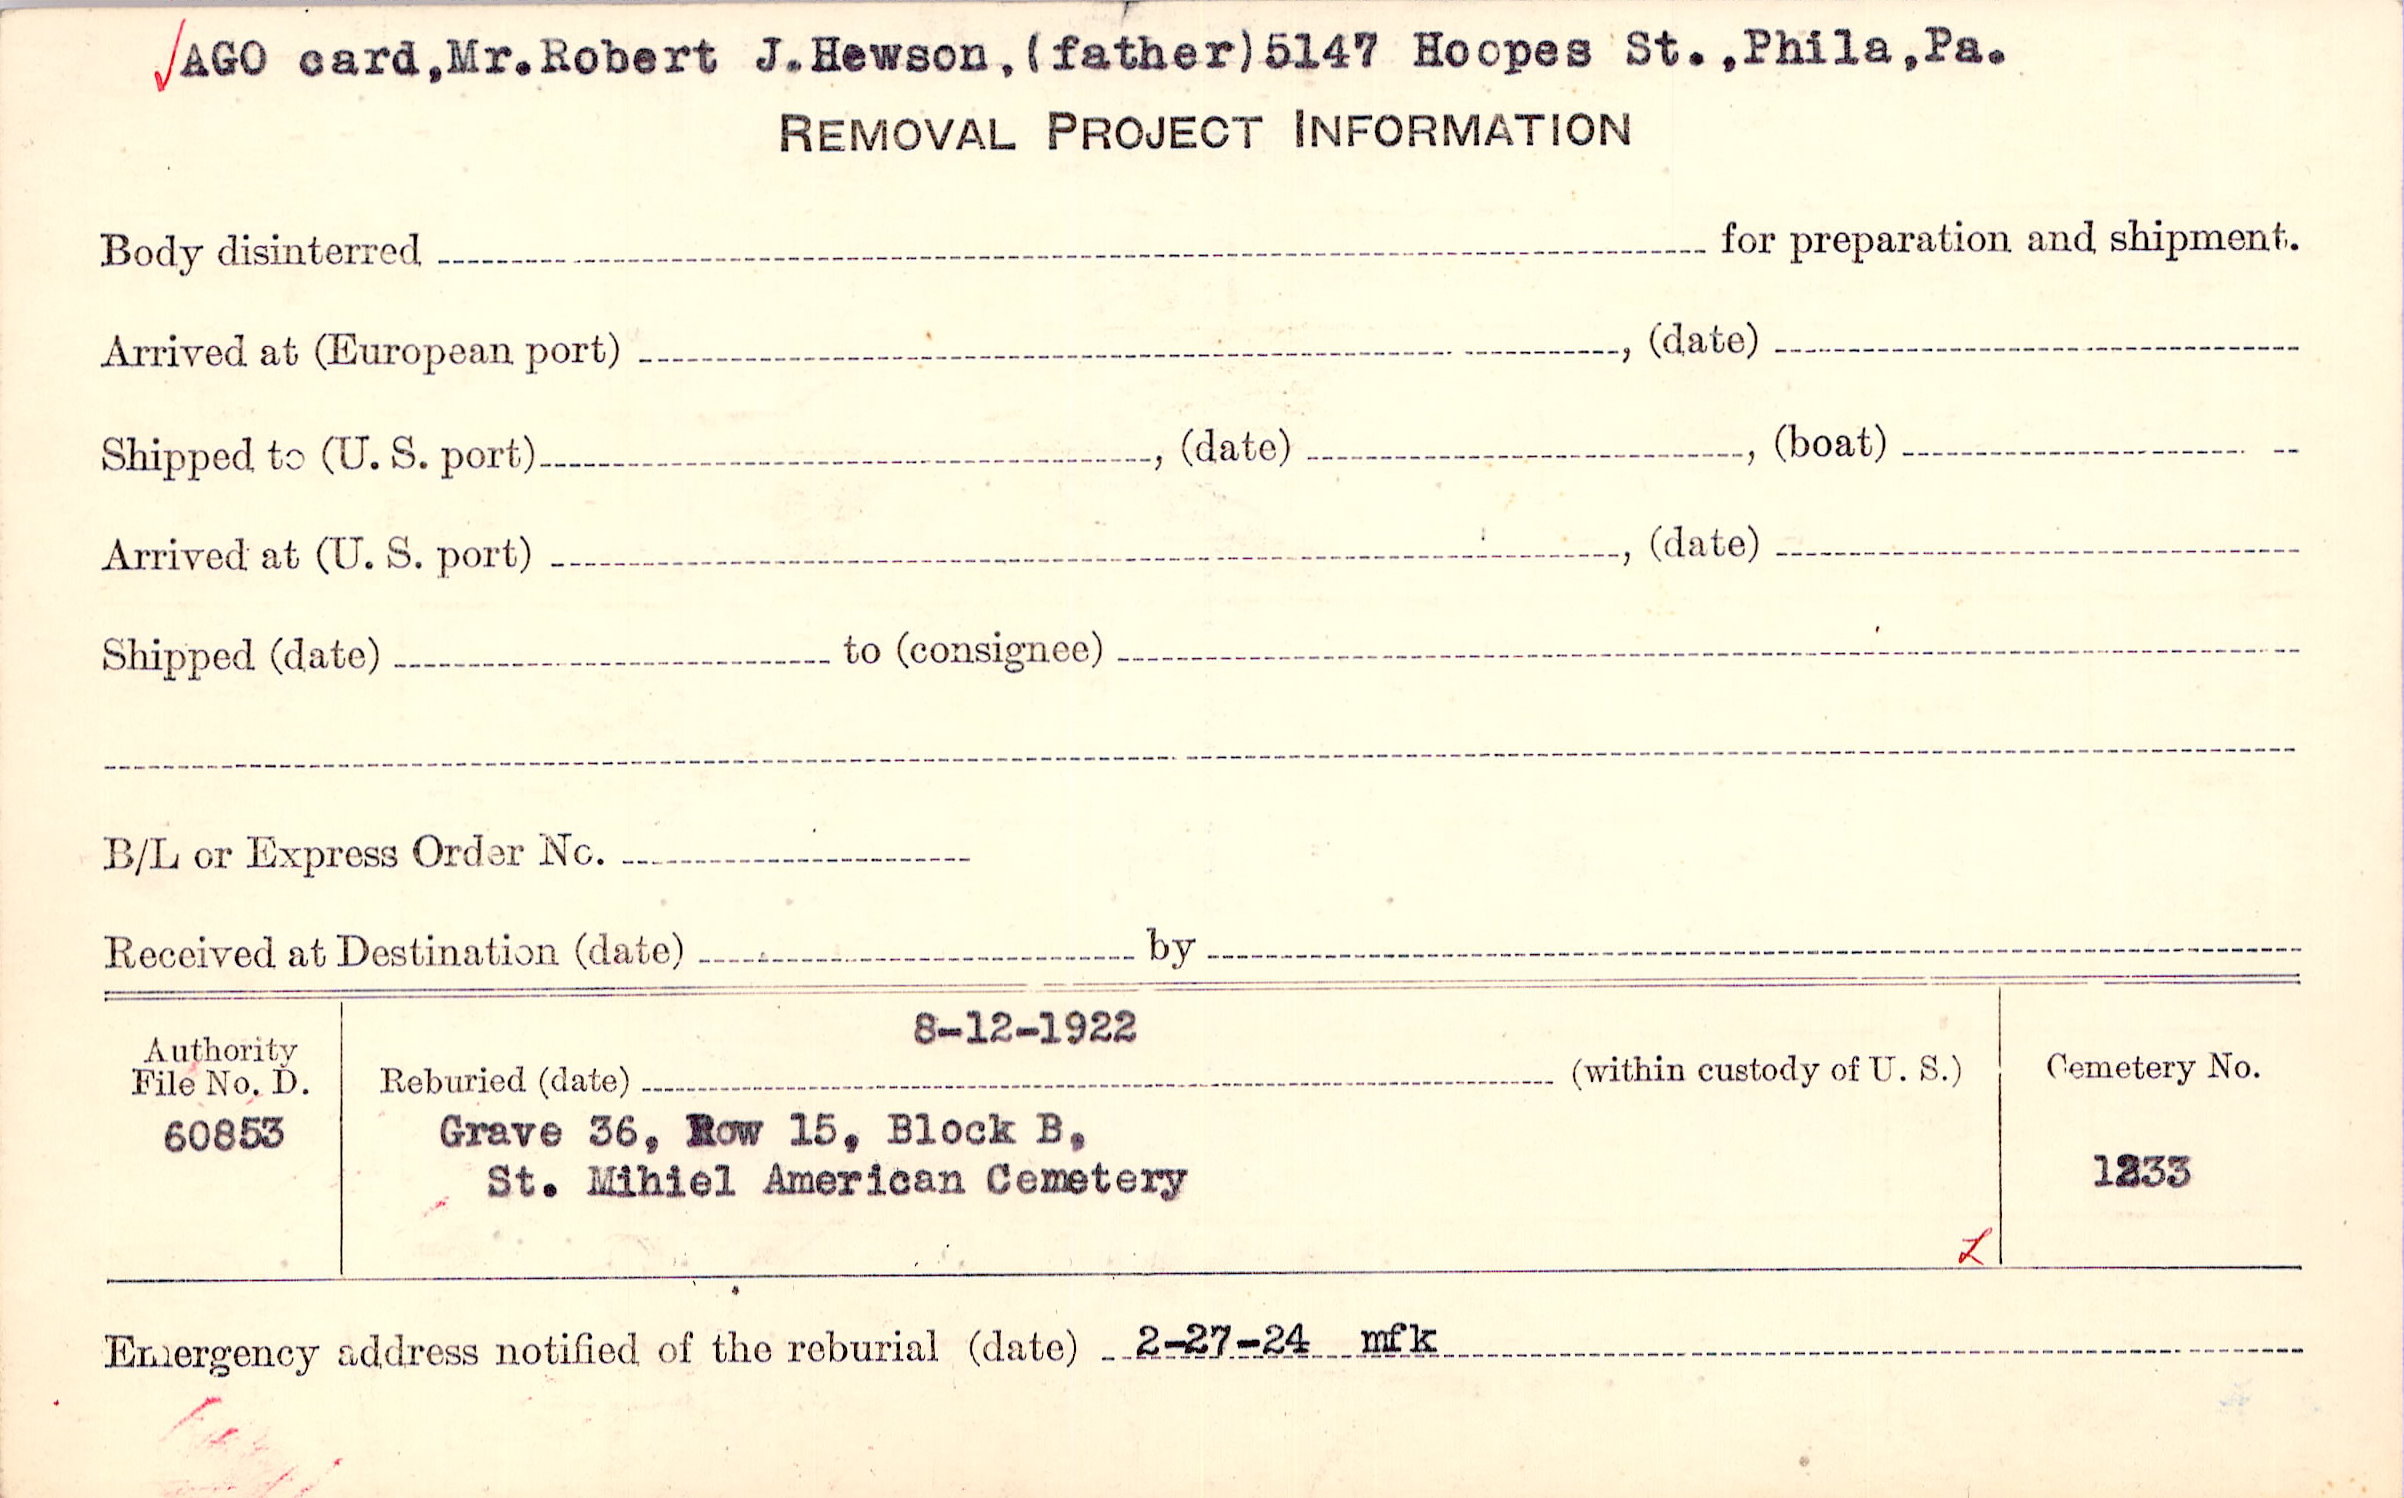 AGO card,Mr.Robert J.Hewson,(father)5147 Hoopes St.,Phila,Pa.
REMOVAL PROJECT INFORMATION
Body disinterred for preparation and shipment.
Arrived at (European port) , (date)
Shipped to (U. S. port) , (date) , (boat)
Arrived at (U. S. port) , (date)
Shipped (date) to (consignee)
B/L or Express Order No.
Received at Destination (date) by
Authority
File No. D.
60853
8-12-1922
Reburied (date) (within custody of U. S.)
Grave 36, Row 15, Block B,
St. Mihiel American Cemetery
L
Cemetery No.
1233
Emergency address notified of the reburial (date) 2-27-24 mfk